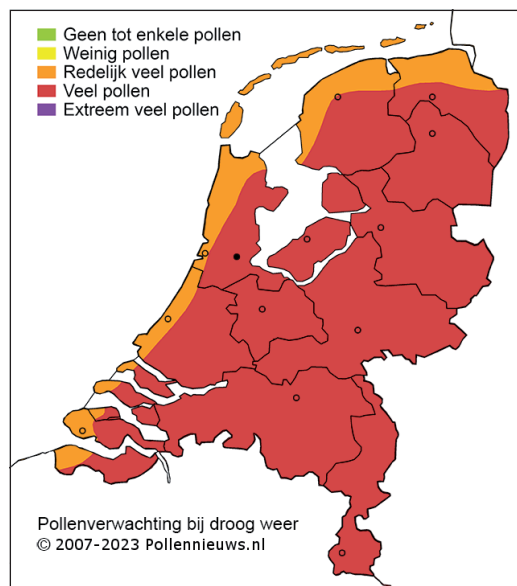 Geen tot enkele pollen
Weinig pollen
Redelijk veel pollen
Veel pollen
Extreem veel pollen
Pollenverwachting bij droog weer
© 2007-2023 Pollennieuws.nl